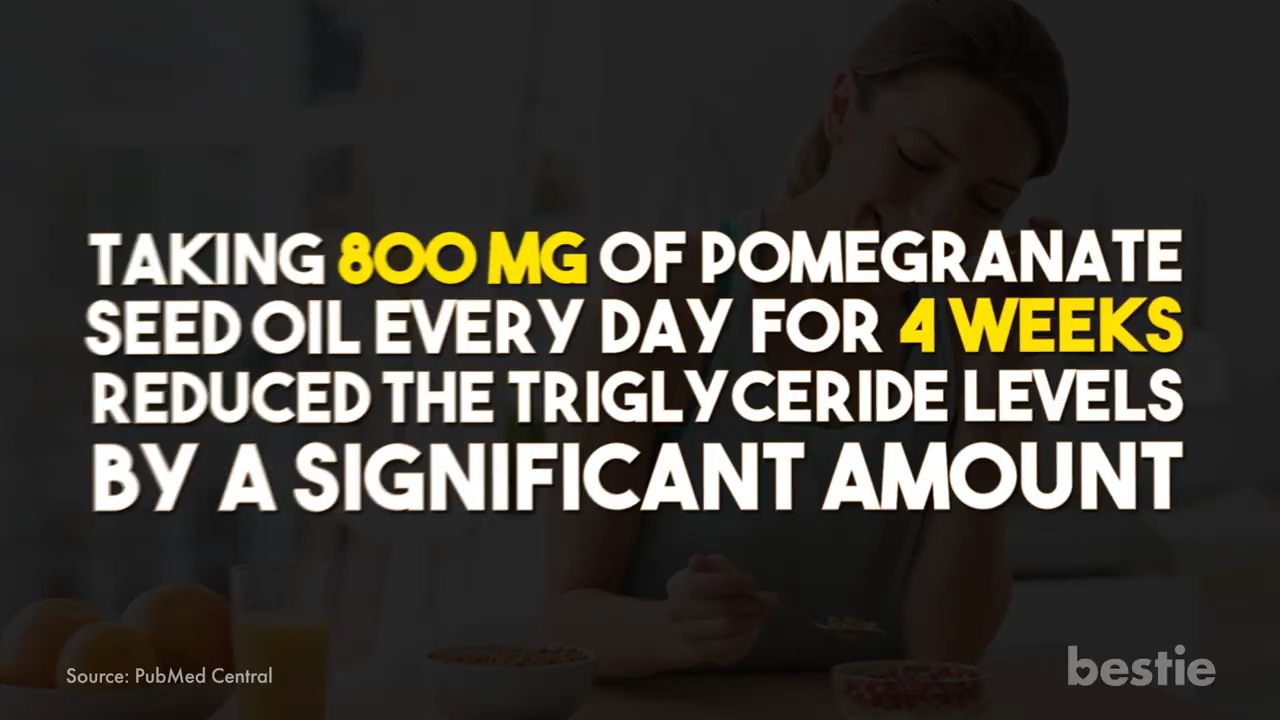 TAKING 800 MG OF POMEGRANATE
SEED OIL EVERY DAY FOR 4 WEEKS
REDUCED THE TRIGLYCERIDE LEVELS
BY A SIGNIFICANT AMOUNT
Source: PubMed Central
bestie